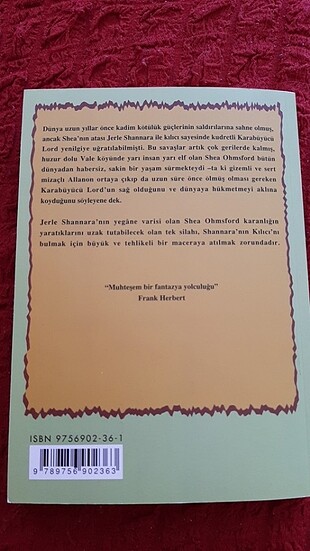 Dünya uzun yıllar önce kadim kötülük güçlerinin saldırılarına sahne olmuş,
ancak Shea'nın atası Jerle Shannara ile kılıcı sayesinde kudretli Karabüyücü
Lord yenilgiye uğratılabilmişti. Bu savaşlar artık çok gerilerde kalmış,
huzur dolu Vale köyünde yarı insan yarı elf olan Shea Ohmsford bütün
dünyadan habersiz, sakin bir yaşam sürmekteydi –ta ki gizemli ve sert
mizaçlı Allanon ortaya çıkıp da uzun süre önce ölmüş olması gereken
Karabüyücü Lord'un sağ olduğunu ve dünyaya hükmetmeyi aklına
koyduğunu söyleyene dek.
Jerle Shannara'nın yegâne varisi olan Shea Ohmsford karanlığın
yaratıklarını uzak tutabilecek olan tek silahı, Shannara'nın Kılıcı'nı
bulmak için büyük ve tehlikeli bir maceraya atılmak zorundadır.
"Muhteşem bir fantazya yolculuğu"
Frank Herbert
ISBN 9756902-36-1
9 789756 902363